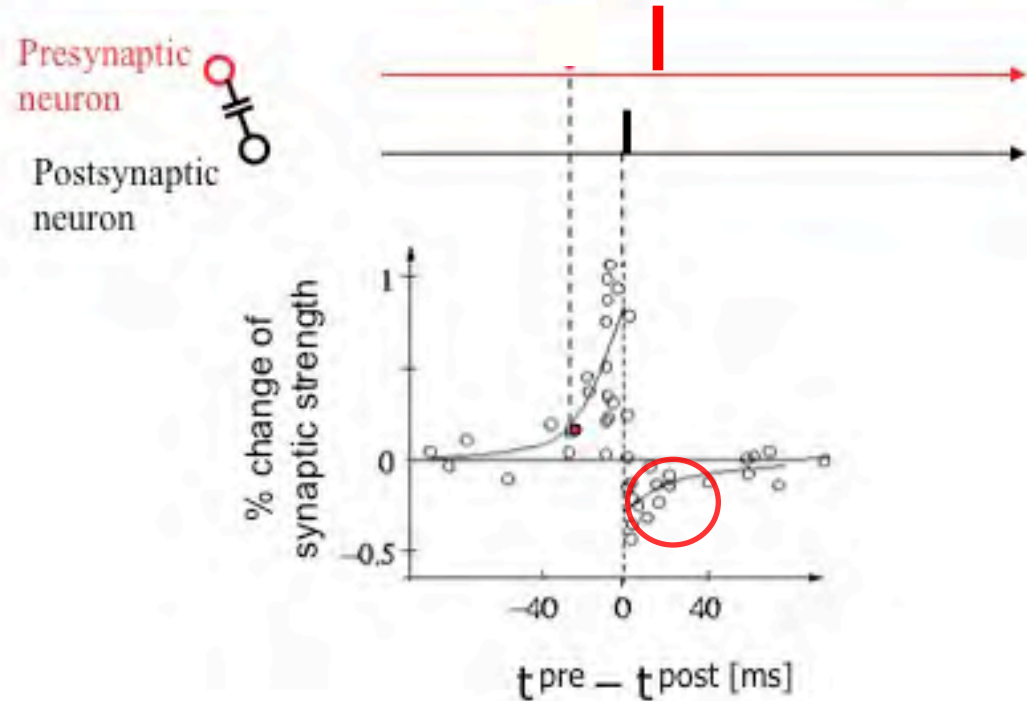 Presynaptic
neuron
Postsynaptic
neuron
% change of
synaptic strength
1
0
–0.5
–40 0 40
t pre – t post [ms]